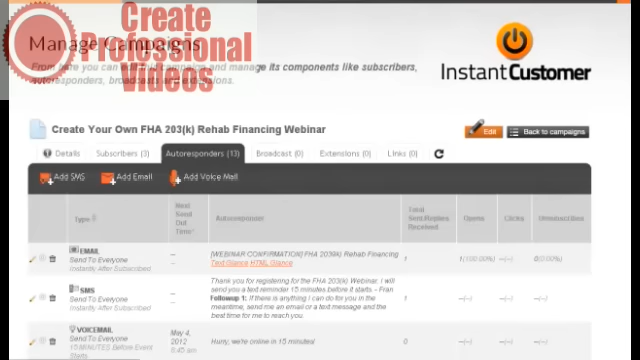 Create
Professional
Videos
Manage Campaigns
From here you can edit this campaign and manage its components like subscribers,
autoresponders, broadcasts and extensions.
InstantCustomer
Create Your Own FHA 203(k) Rehab Financing Webinar
Edit
Back to campaigns
Details
Subscribers (3)
Autoresponders (13)
Broadcast (0)
Extensions (0)
Links (0)
Add SMS
Add Email
Add Voice Mail
Type
Next
Send
Out
Time*
Autoresponder
Total
Sent/Replies
Received
Opens
Clicks
Unsubscribes
EMAIL
Send To Everyone
Instantly After Subscribed
--
--
[WEBINAR CONFIRMATION] FHA 203(k) Rehab Financing
Text Glance HTML Glance
1
1(100.00%)
--/--
0(0.00%)
SMS
Send To Everyone
Instantly After Subscribed
--
--
Thank you for registering for the FHA 203(k) Webinar. I will
send you a text reminder 15 minutes before it starts - Fran
Followup 1: If there is anything I can do for you in the
meantime, send me an email or a text message and the
best time for me to reach you.
1
--/--
--/--
--/--
VOICEMAIL
Send To Everyone
15 MINUTES Before Event
Starts
May 4,
2012
8:45 am
Hurry, we're online in 15 minutes!
0
--/--
--/--
--/--